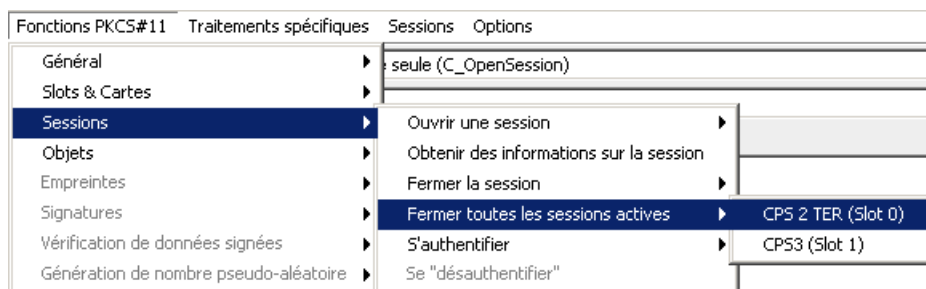 Fonctions PKCS#11 Traitements spécifiques Sessions Options
Général
seule (C_OpenSession)
Slots & Cartes
Sessions
Ouvrir une session
Objets
Obtenir des informations sur la session
Empreintes
Fermer la session
Signatures
Fermer toutes les sessions actives
CPS 2 TER (Slot 0)
Vérification de données signées
S'authentifier
CPS3 (Slot 1)
Génération de nombre pseudo-aléatoire
Se "désauthentifier"